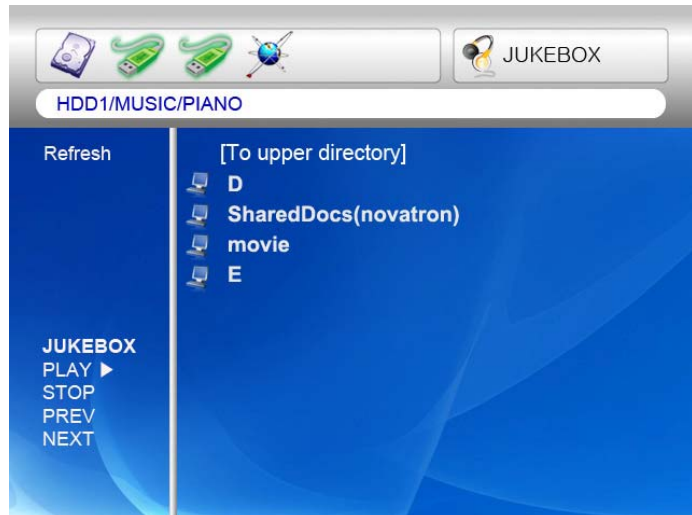 JUKEBOX
HDD1/MUSIC/PIANO
Refresh
[To upper directory]
D
SharedDocs(novatron)
movie
E
JUKEBOX
PLAY ▶
STOP
PREV
NEXT